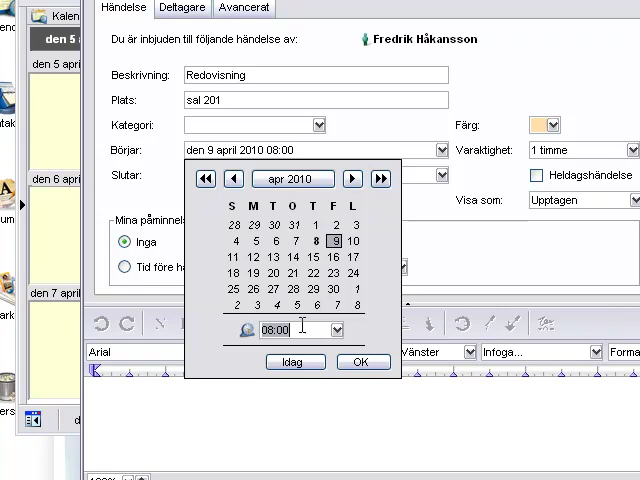 Händelse Deltagare Avancerat
Kalen
den 5 a
Du är inbjuden till följande händelse av: Fredrik Håkansson
den 5 april
Beskrivning: Redovisning
Plats: sal 201
Kategori: Färg:
Börjar: den 9 april 2010 08:00 Varaktighet: 1 timme
Slutar: Heldagshändelse
den 6 april
apr 2010
Visa som: Upptagen
S M T O T F L
Mina påminnels
28 29 30 31 1 2 3
Inga
4 5 6 7 8 9 10
11 12 13 14 15 16 17
Tid före hä
18 19 20 21 22 23 24
25 26 27 28 29 30 1
den 7 april
2 3 4 5 6 7 8
08:00
Arial Vänster Infoga... Forma
Idag OK
d